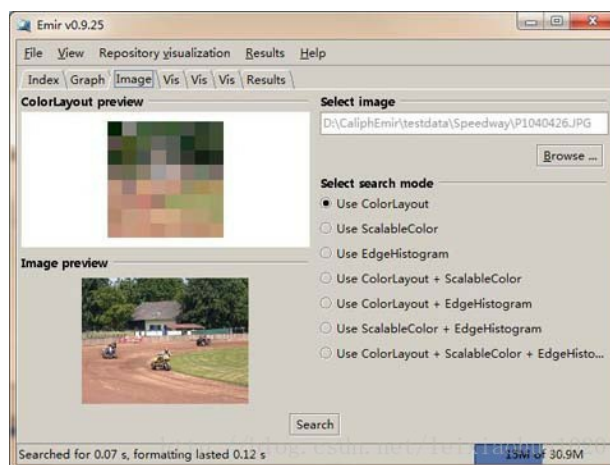 Emir v0.9.25
File View Repository visualization Results Help
Index Graph Image Vis Vis Vis Results
ColorLayout preview
Select image
D:\CaliphEmir\testdata\Speedway\P1040426.JPG
Browse ...
Select search mode
Use ColorLayout
Use ScalableColor
Use EdgeHistogram
Use ColorLayout + ScalableColor
Use ColorLayout + EdgeHistogram
Use ScalableColor + EdgeHistogram
Use ColorLayout + ScalableColor + EdgeHisto...
Image preview
Search
Searched for 0.07 s, formatting lasted 0.12 s
of 30.9M